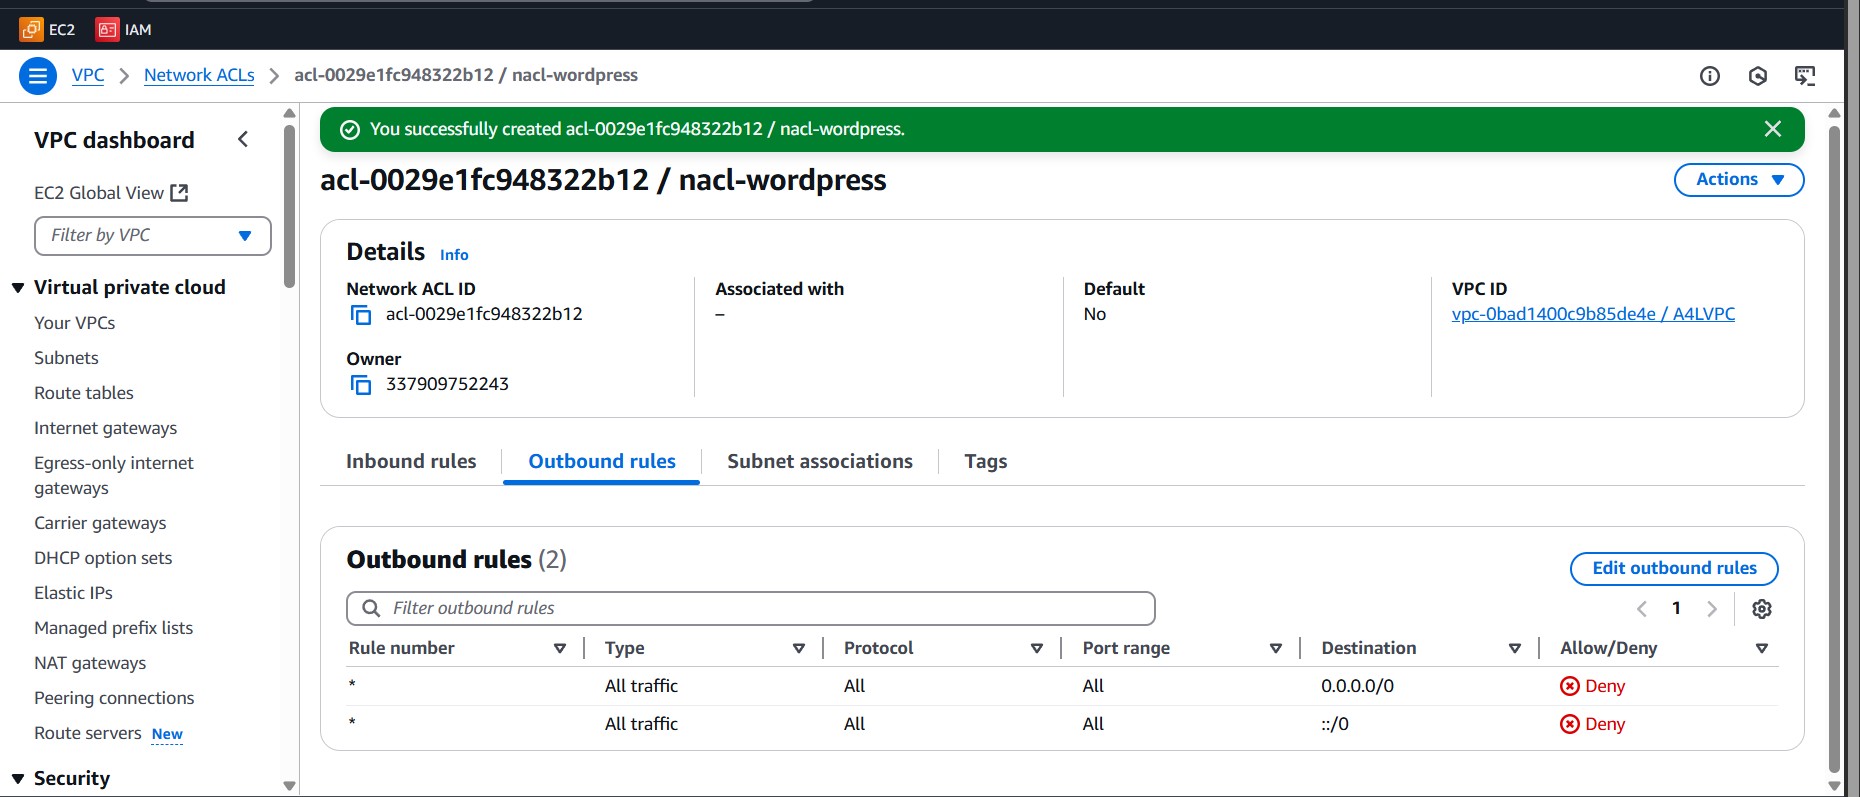 EC2 IAM
VPC Network ACLs acl-0029e1fc948322b12 / nacl-wordpress
VPC dashboard
EC2 Global View
Filter by VPC
Virtual private cloud
Your VPCs
Subnets
Route tables
Internet gateways
Egress-only internet
gateways
Carrier gateways
DHCP option sets
Elastic IPs
Managed prefix lists
NAT gateways
Peering connections
Route servers New
Security
You successfully created acl-0029e1fc948322b12 / nacl-wordpress.
acl-0029e1fc948322b12 / nacl-wordpress
Actions
Details Info
Network ACL ID
acl-0029e1fc948322b12
Owner
337909752243
Associated with
–
Default
No
VPC ID
vpc-0bad1400c9b85de4e / A4LVPC
Inbound rules Outbound rules Subnet associations Tags
Outbound rules (2)
Edit outbound rules
Filter outbound rules
1
Rule number Type Protocol Port range Destination Allow/Deny
* All traffic All All 0.0.0.0/0 Deny
* All traffic All All ::/0 Deny